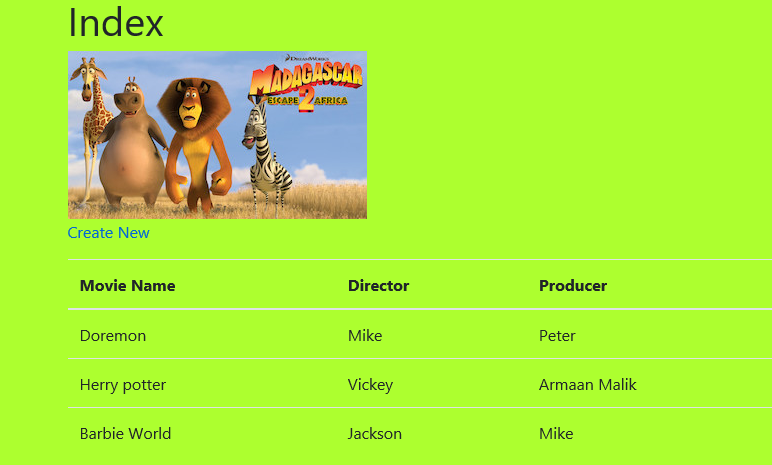 Index
DREAMWORKS
MADAGASCAR
ESCAPE 2 AFRICA
Create New
Movie Name Director Producer
Doremon Mike Peter
Herry potter Vickey Armaan Malik
Barbie World Jackson Mike